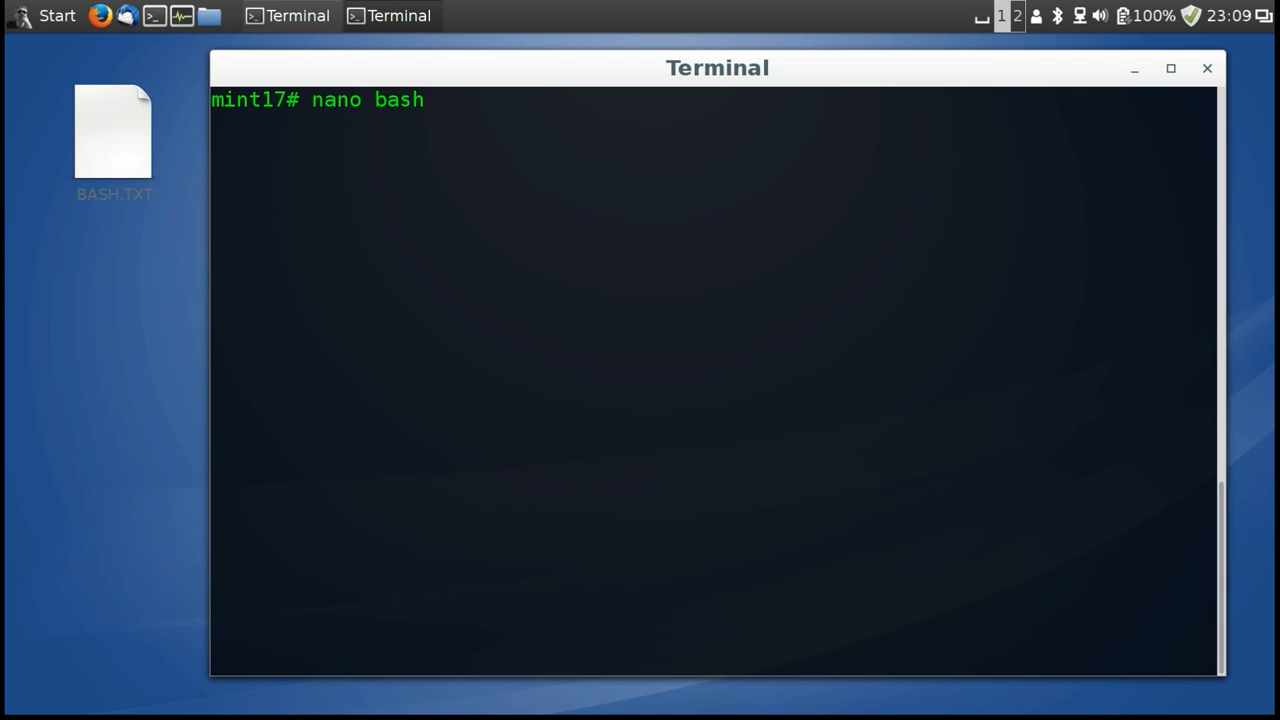 Start Terminal Terminal 1 2 100% 23:09
Terminal
mint17# nano bash
BASH.TXT